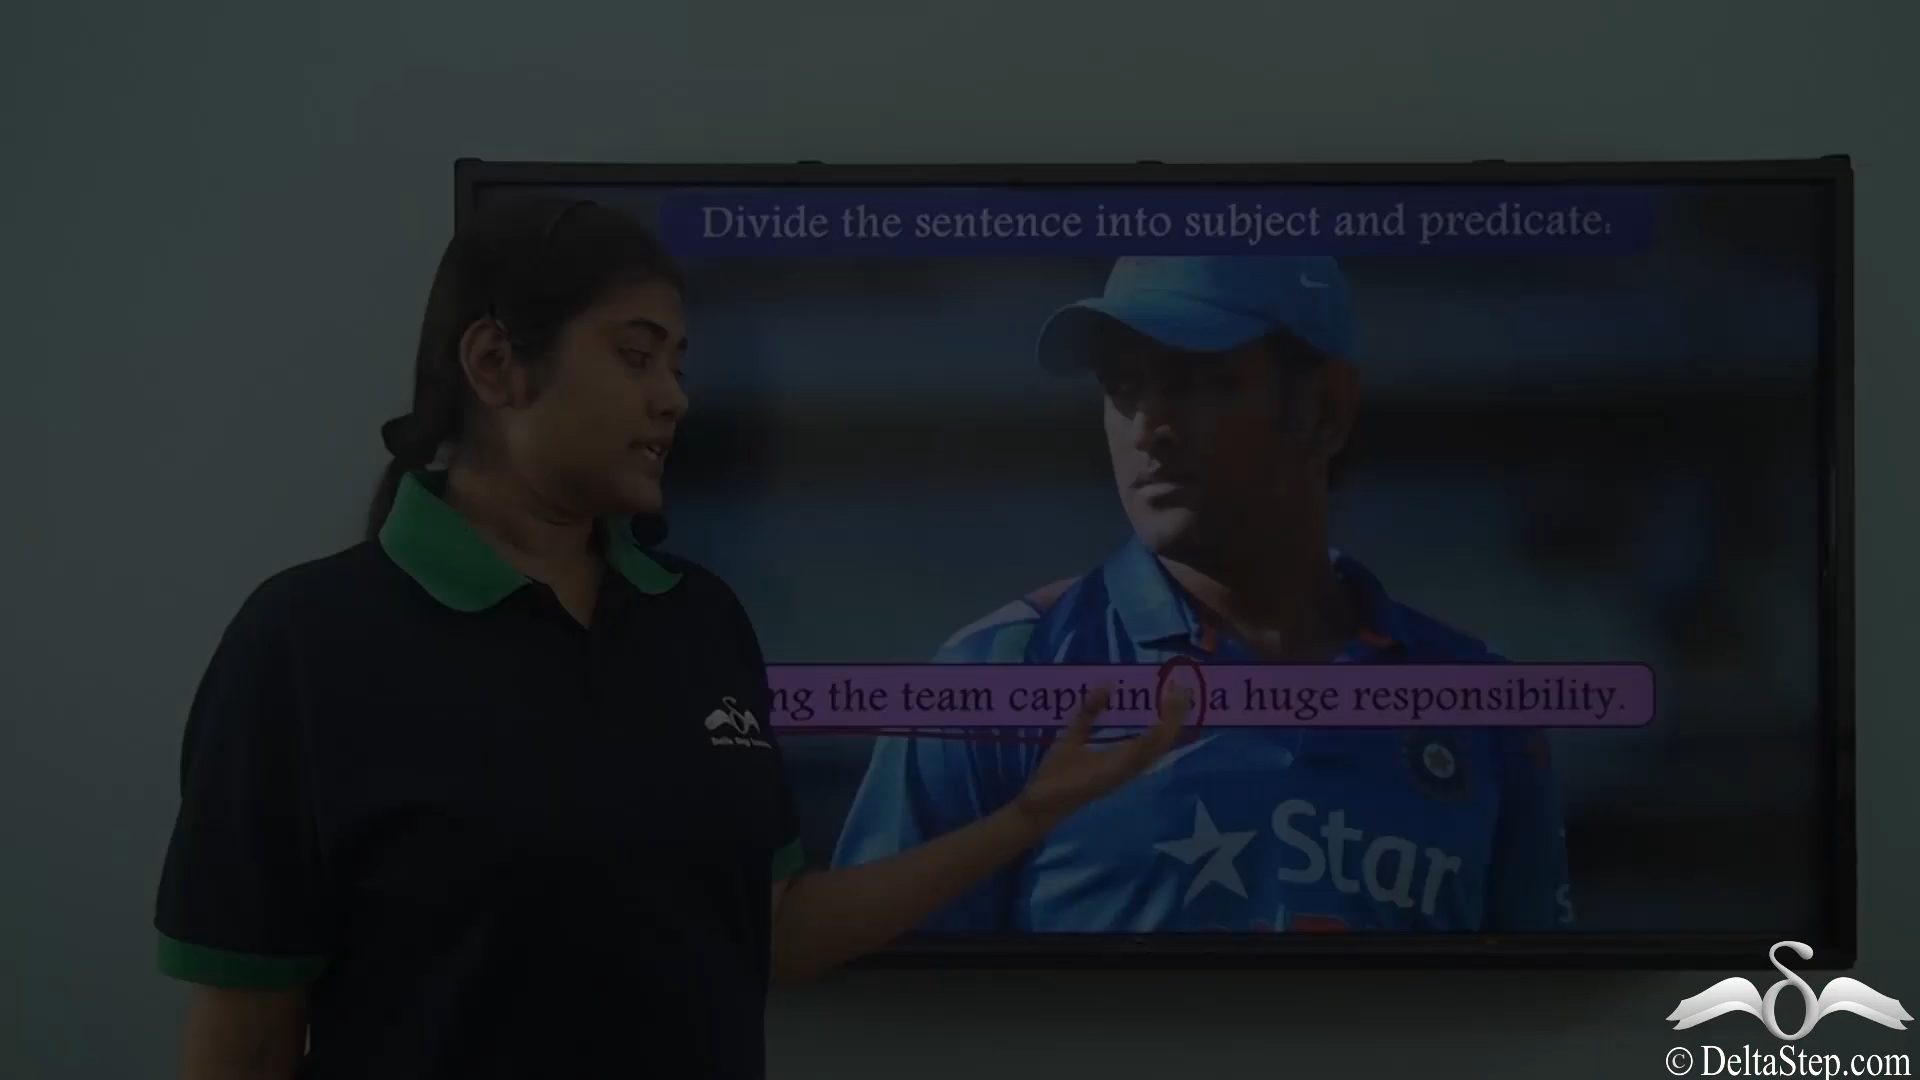 Divide the sentence into subject and predicate:
ng the team captain is a huge responsibility.
Star
© DeltaStep.com